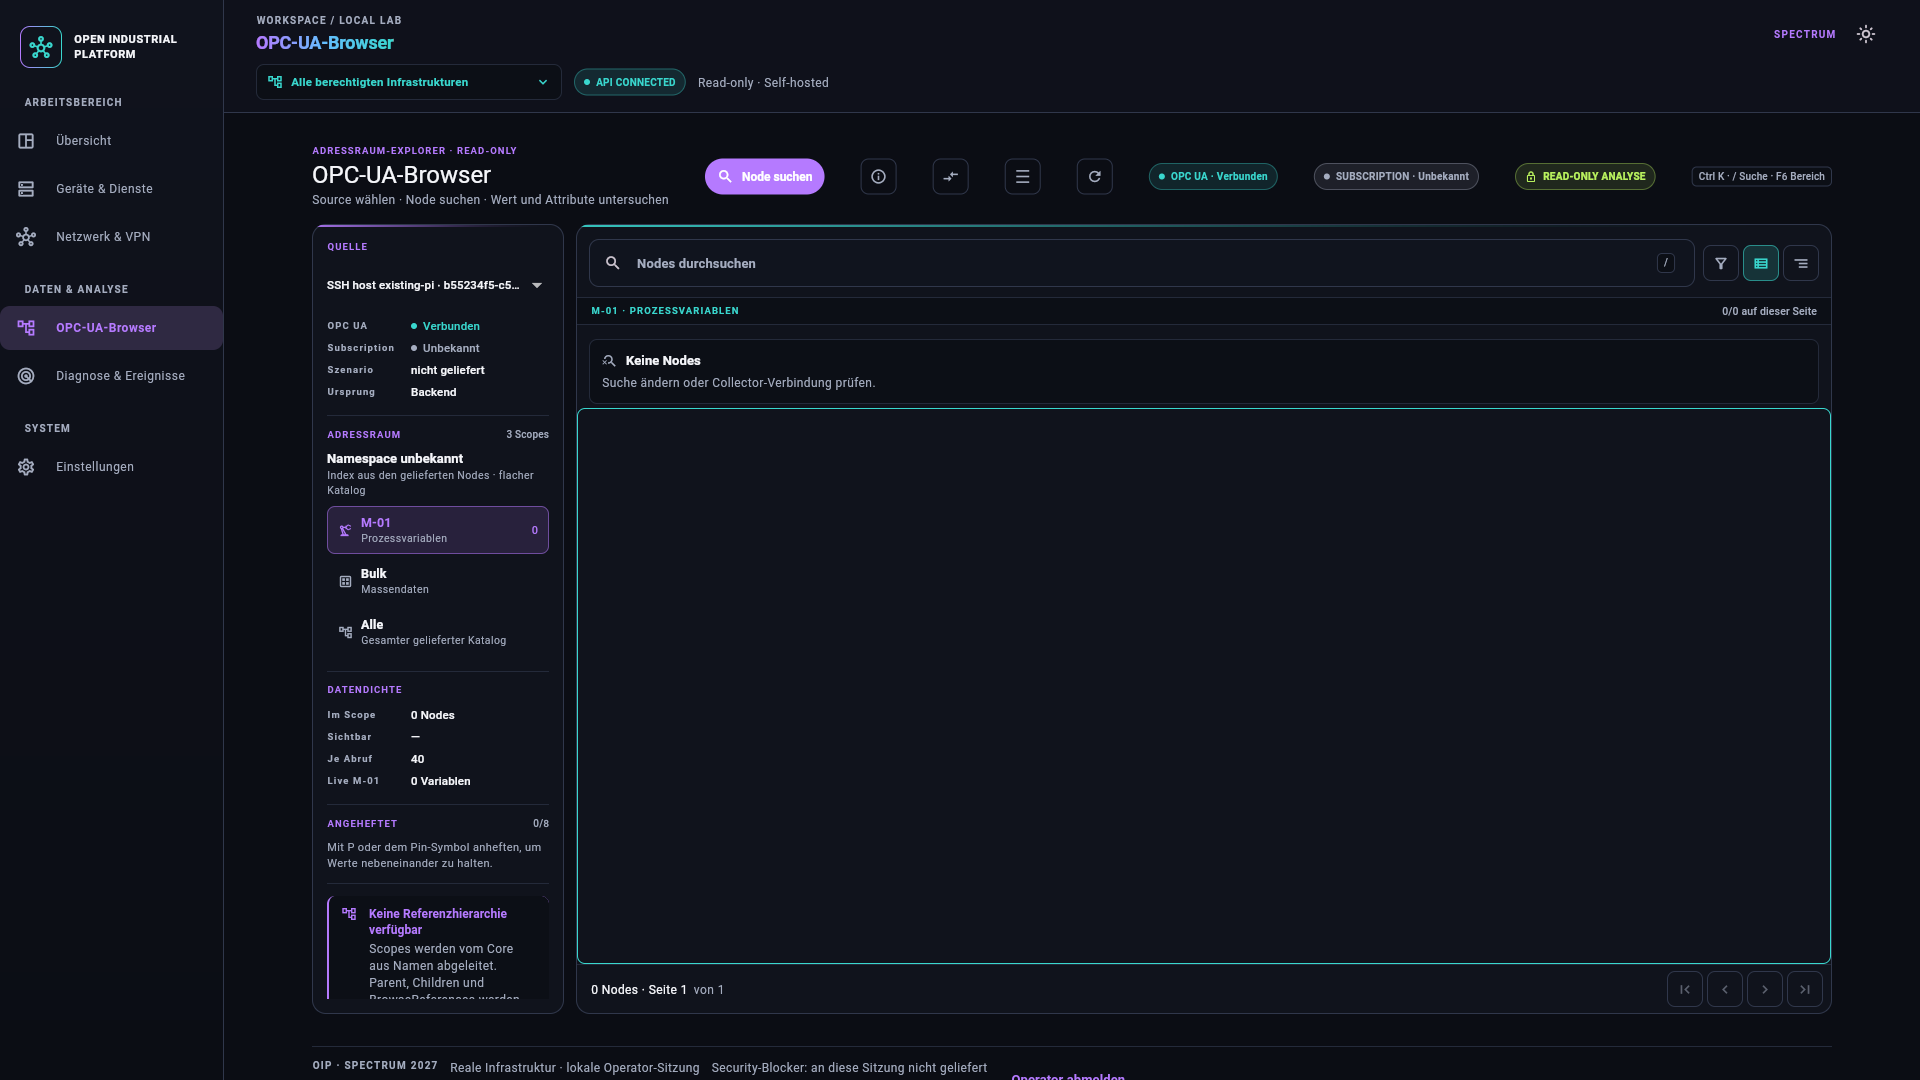 OPEN INDUSTRIAL
PLATFORM
ARBEITSBEREICH
Übersicht
Geräte & Dienste
Netzwerk & VPN
DATEN & ANALYSE
OPC-UA-Browser
Diagnose & Ereignisse
SYSTEM
Einstellungen
WORKSPACE / LOCAL LAB
OPC-UA-Browser
Alle berechtigten Infrastrukturen
API CONNECTED
Read-only · Self-hosted
SPECTRUM
ADRESSRAUM-EXPLORER · READ-ONLY
OPC-UA-Browser
Source wählen · Node suchen · Wert und Attribute untersuchen
Node suchen
OPC UA · Verbunden
SUBSCRIPTION · Unbekannt
READ-ONLY ANALYSE
Ctrl K · / Suche · F6 Bereich
QUELLE
SSH host existing-pi · b55234f5-c5...
OPC UA Verbunden
Subscription Unbekannt
Szenario nicht geliefert
Ursprung Backend
ADRESSRAUM 3 Scopes
Namespace unbekannt
Index aus den gelieferten Nodes · flacher
Katalog
M-01 0
Prozessvariablen
Bulk
Massendaten
Alle
Gesamter gelieferter Katalog
DATENDICHTE
Im Scope 0 Nodes
Sichtbar —
Je Abruf 40
Live M-01 0 Variablen
ANGEHEFTET 0/8
Mit P oder dem Pin-Symbol anheften, um
Werte nebeneinander zu halten.
Keine Referenzhierarchie
verfügbar
Scopes werden vom Core
aus Namen abgeleitet.
Parent, Children und
BrowseReferences werden
Nodes durchsuchen /
M-01 · PROZESSVARIABLEN 0/0 auf dieser Seite
Keine Nodes
Suche ändern oder Collector-Verbindung prüfen.
0 Nodes · Seite 1 von 1
OIP · SPECTRUM 2027 Reale Infrastruktur · lokale Operator-Sitzung Security-Blocker: an diese Sitzung nicht geliefert
Operator abmelden